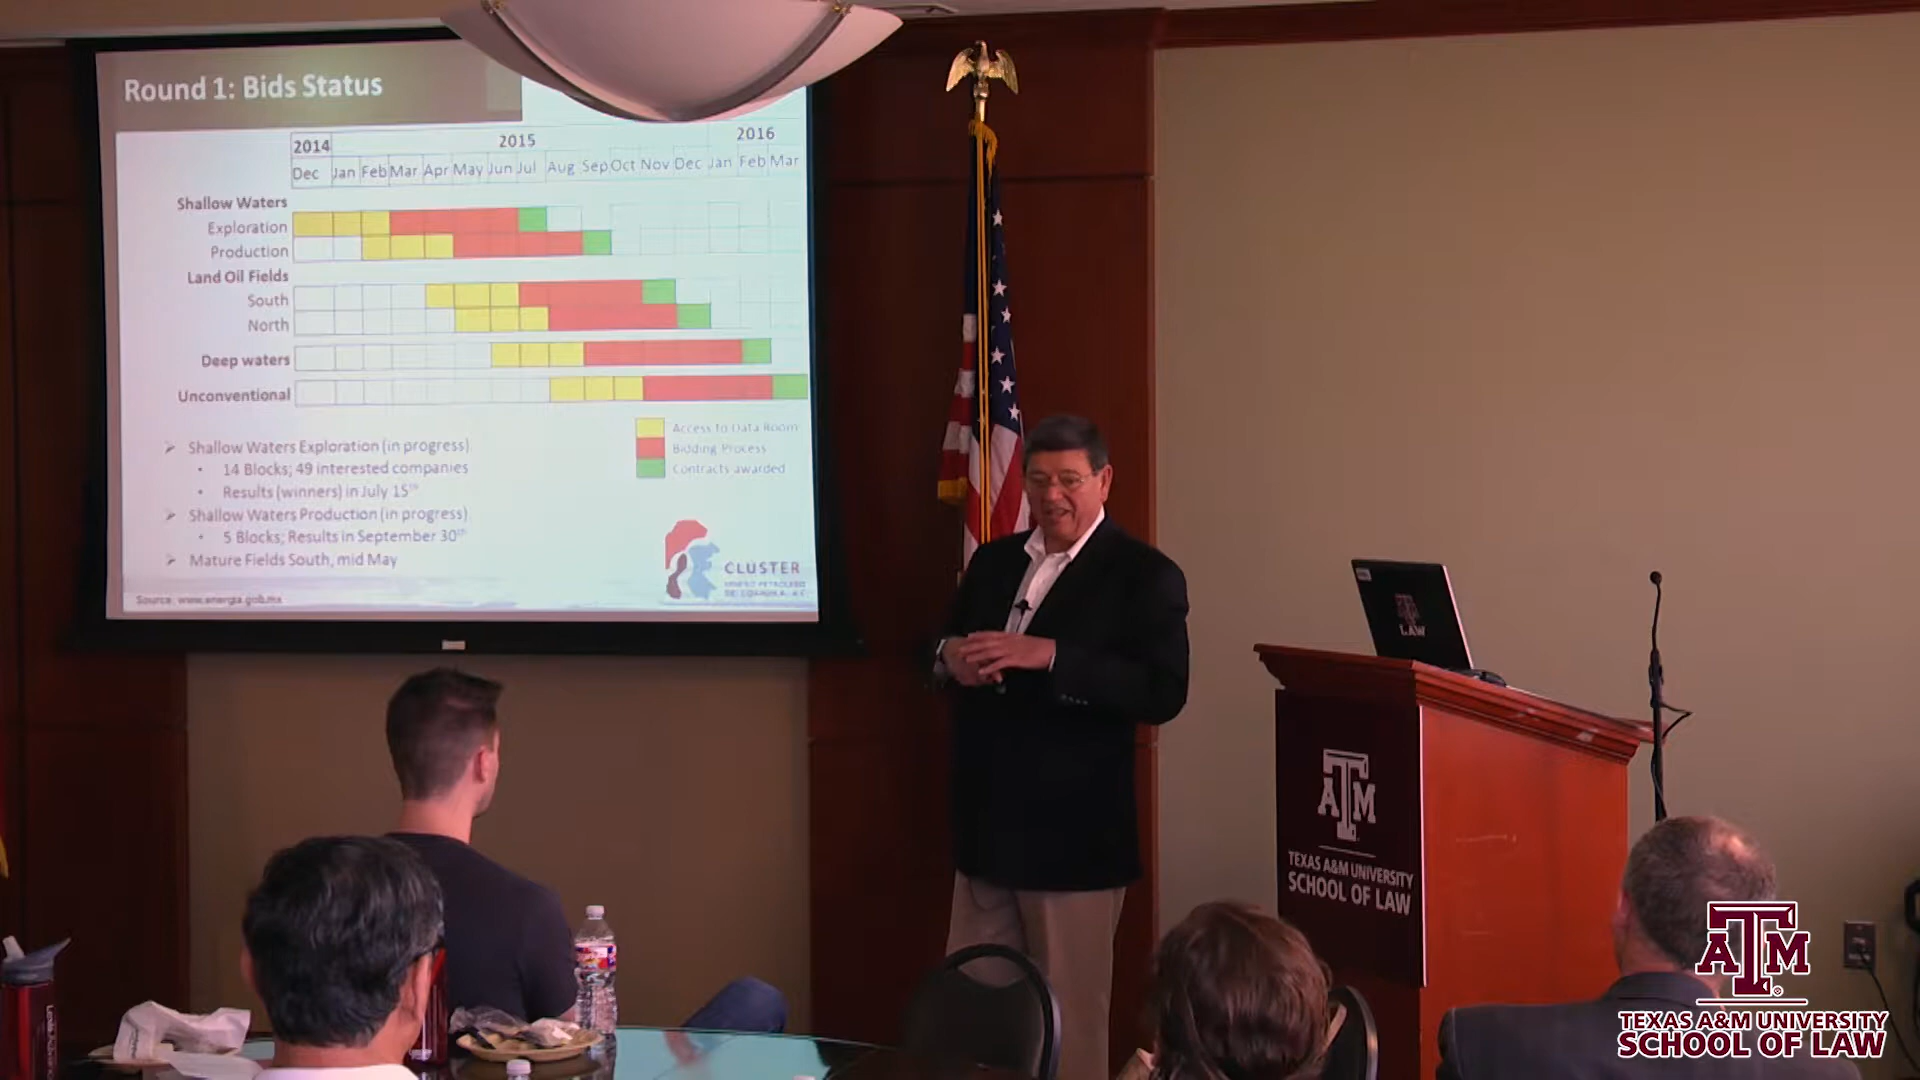 Round 1: Bids Status
2014 2015 2016
Dec Jan Feb Mar Apr May Jun Jul Aug Sep Oct Nov Dec Jan Feb Mar
Shallow Waters
Exploration
Production
Land Oil Fields
South
North
Deep waters
Unconventional
Access to Data Room
Bidding Process
Contracts awarded
➢ Shallow Waters Exploration (in progress)
• 14 Blocks; 49 interested companies
• Results (winners) in July 15th
➢ Shallow Waters Production (in progress)
• 5 Blocks; Results in September 30th
➢ Mature Fields South, mid May
CLUSTER
MINERO PETROLERO
DE COAHUILA, A.C.
Source: www.energia.gob.mx
ATM
LAW
ATM
TEXAS A&M UNIVERSITY
SCHOOL OF LAW
ATM®
TEXAS A&M UNIVERSITY
SCHOOL OF LAW